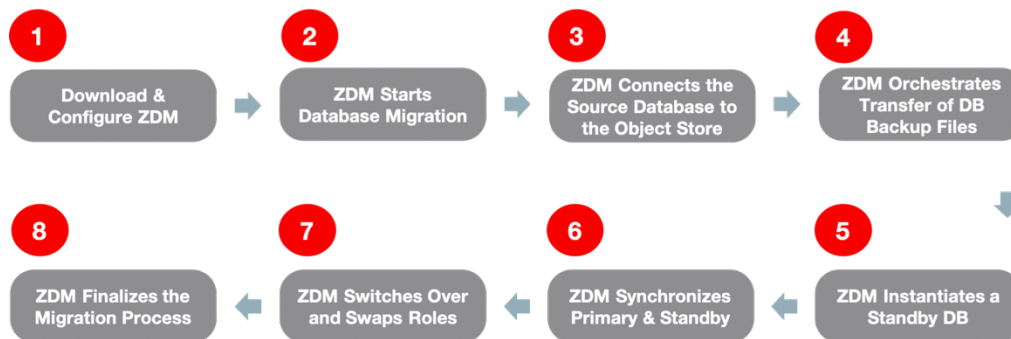 1
Download &
Configure ZDM
2
ZDM Starts
Database Migration
3
ZDM Connects the
Source Database to
the Object Store
4
ZDM Orchestrates
Transfer of DB
Backup Files
5
ZDM Instantiates a
Standby DB
6
ZDM Synchronizes
Primary & Standby
7
ZDM Switches Over
and Swaps Roles
8
ZDM Finalizes the
Migration Process